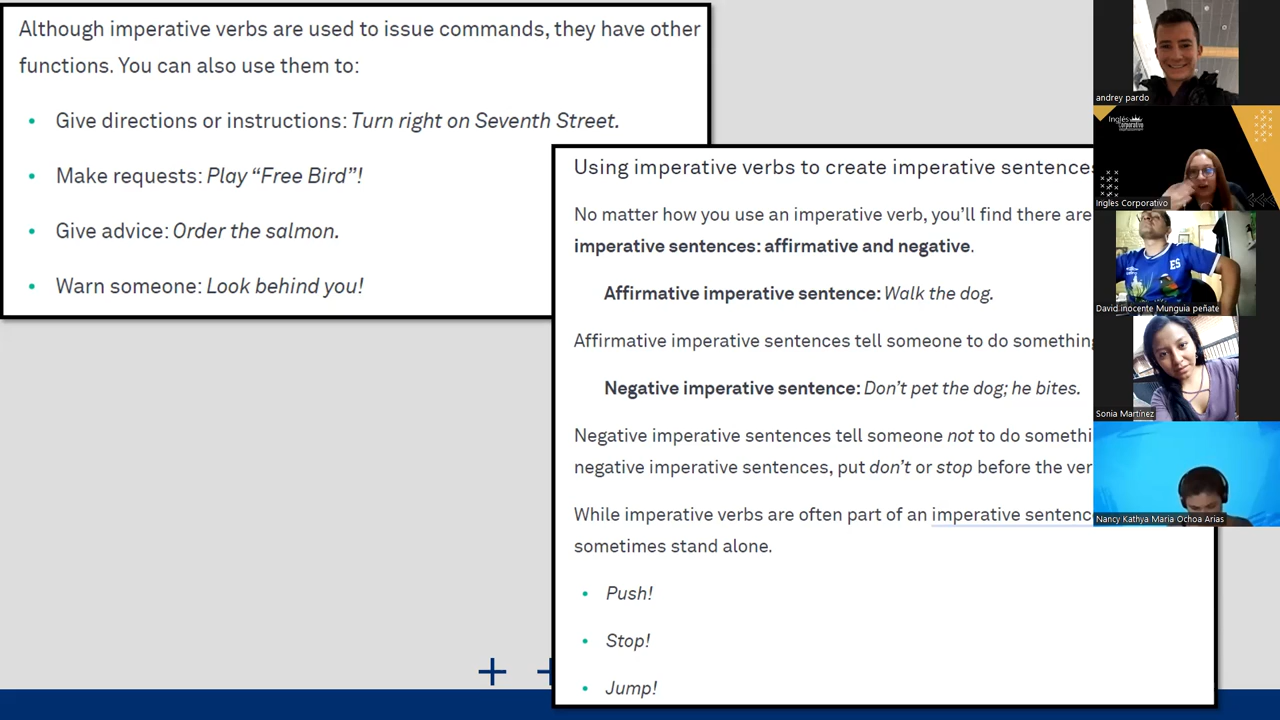 Although imperative verbs are used to issue commands, they have other
functions. You can also use them to:
• Give directions or instructions: Turn right on Seventh Street.
• Make requests: Play “Free Bird”!
• Give advice: Order the salmon.
• Warn someone: Look behind you!
Using imperative verbs to create imperative sentences
No matter how you use an imperative verb, you’ll find there are
imperative sentences: affirmative and negative.
Affirmative imperative sentence: Walk the dog.
Affirmative imperative sentences tell someone to do something
Negative imperative sentence: Don’t pet the dog; he bites.
Negative imperative sentences tell someone not to do somethi
negative imperative sentences, put don’t or stop before the ver
While imperative verbs are often part of an imperative sentenc
sometimes stand alone.
• Push!
• Stop!
• Jump!
andrey pardo
Inglés
Corporativo
Ingles Corporativo
ES
David inocente Munguia peñate
Sonia Martínez
Nancy Kathya Maria Ochoa Arias